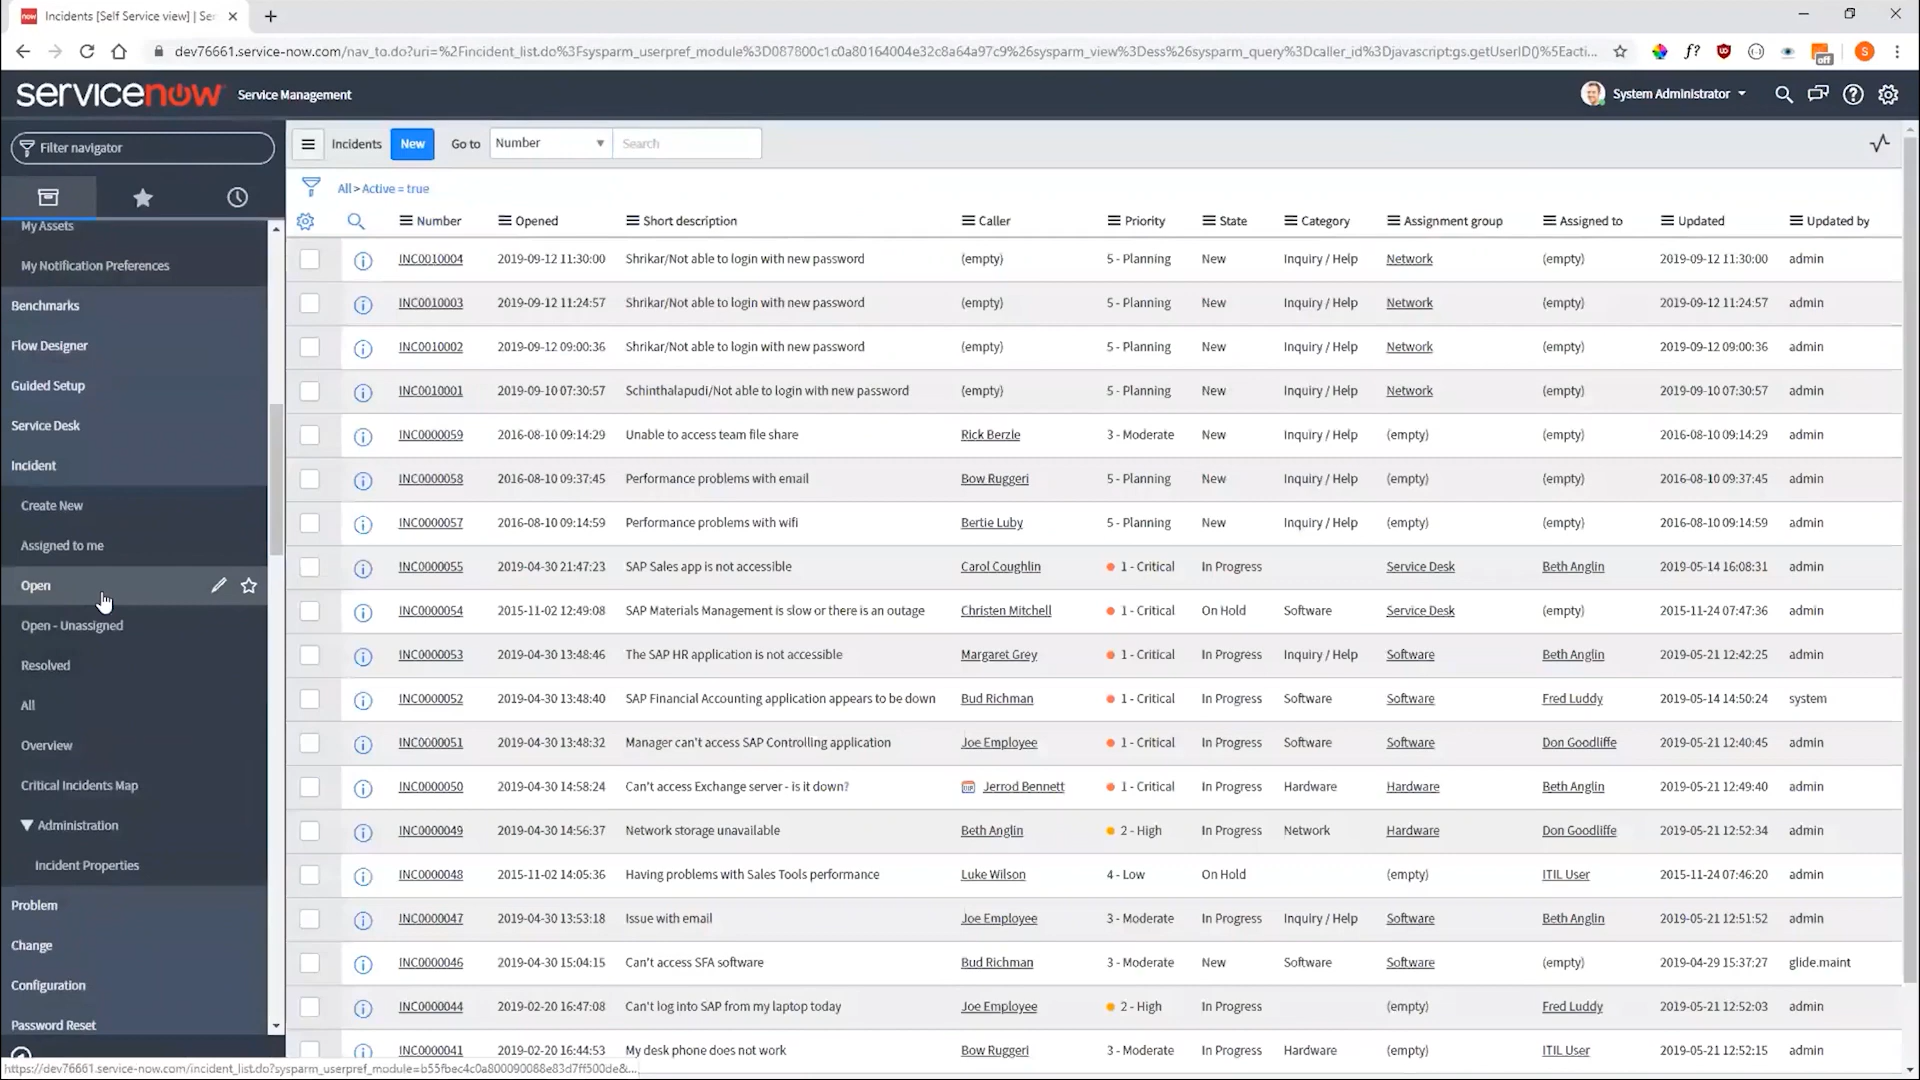 now Incidents [Self Service view] | Ser
dev76661.service-now.com/nav_to.do?uri=%2Fincident_list.do%3Fsysparm_userpref_module%3D087800c1c0a80164004e32c8a64a97c9%26sysparm_view%3Dess%26sysparm_query%3Dcaller_id%3Djavascript:gs.getUserID()%5Eacti... f? off S
servicenow Service Management System Administrator
Filter navigator
Incidents New Go to Number Search
All > Active = true
Number Opened Short description Caller Priority State Category Assignment group Assigned to Updated Updated by
INC0010004 2019-09-12 11:30:00 Shrikar/Not able to login with new password (empty) 5 - Planning New Inquiry / Help Network (empty) 2019-09-12 11:30:00 admin
INC0010003 2019-09-12 11:24:57 Shrikar/Not able to login with new password (empty) 5 - Planning New Inquiry / Help Network (empty) 2019-09-12 11:24:57 admin
INC0010002 2019-09-12 09:00:36 Shrikar/Not able to login with new password (empty) 5 - Planning New Inquiry / Help Network (empty) 2019-09-12 09:00:36 admin
INC0010001 2019-09-10 07:30:57 Schinthalapudi/Not able to login with new password (empty) 5 - Planning New Inquiry / Help Network (empty) 2019-09-10 07:30:57 admin
INC0000059 2016-08-10 09:14:29 Unable to access team file share Rick Berzle 3 - Moderate New Inquiry / Help (empty) (empty) 2016-08-10 09:14:29 admin
INC0000058 2016-08-10 09:37:45 Performance problems with email Bow Ruggeri 5 - Planning New Inquiry / Help (empty) (empty) 2016-08-10 09:37:45 admin
INC0000057 2016-08-10 09:14:59 Performance problems with wifi Bertie Luby 5 - Planning New Inquiry / Help (empty) (empty) 2016-08-10 09:14:59 admin
INC0000055 2019-04-30 21:47:23 SAP Sales app is not accessible Carol Coughlin 1 - Critical In Progress Service Desk Beth Anglin 2019-05-14 16:08:31 admin
INC0000054 2015-11-02 12:49:08 SAP Materials Management is slow or there is an outage Christen Mitchell 1 - Critical On Hold Software Service Desk (empty) 2015-11-24 07:47:36 admin
INC0000053 2019-04-30 13:48:46 The SAP HR application is not accessible Margaret Grey 1 - Critical In Progress Inquiry / Help Software Beth Anglin 2019-05-21 12:42:25 admin
INC0000052 2019-04-30 13:48:40 SAP Financial Accounting application appears to be down Bud Richman 1 - Critical In Progress Software Software Fred Luddy 2019-05-14 14:50:24 system
INC0000051 2019-04-30 13:48:32 Manager can't access SAP Controlling application Joe Employee 1 - Critical In Progress Software Software Don Goodliffe 2019-05-21 12:40:45 admin
INC0000050 2019-04-30 14:58:24 Can't access Exchange server - is it down? Jerrod Bennett 1 - Critical In Progress Hardware Hardware Beth Anglin 2019-05-21 12:49:40 admin
INC0000049 2019-04-30 14:56:37 Network storage unavailable Beth Anglin 2 - High In Progress Network Hardware Don Goodliffe 2019-05-21 12:52:34 admin
INC0000048 2015-11-02 14:05:36 Having problems with Sales Tools performance Luke Wilson 4 - Low On Hold (empty) ITIL User 2015-11-24 07:46:20 admin
INC0000047 2019-04-30 13:53:18 Issue with email Joe Employee 3 - Moderate In Progress Inquiry / Help Software Beth Anglin 2019-05-21 12:51:52 admin
INC0000046 2019-04-30 15:04:15 Can't access SFA software Bud Richman 3 - Moderate New Software Software (empty) 2019-04-29 15:37:27 glide.maint
INC0000044 2019-02-20 16:47:08 Can't log into SAP from my laptop today Joe Employee 2 - High In Progress (empty) Fred Luddy 2019-05-21 12:52:03 admin
INC0000041 2019-02-20 16:44:53 My desk phone does not work Bow Ruggeri 3 - Moderate In Progress Hardware (empty) ITIL User 2019-05-21 12:52:15 admin
My Assets
My Notification Preferences
Benchmarks
Flow Designer
Guided Setup
Service Desk
Incident
Create New
Assigned to me
Open
Open - Unassigned
Resolved
All
Overview
Critical Incidents Map
Administration
Incident Properties
Problem
Change
Configuration
Password Reset
https://dev76661.service-now.com/incident_list.do?sysparm_userpref_module=b55fbec4c0a800090088e83d7ff500de&...